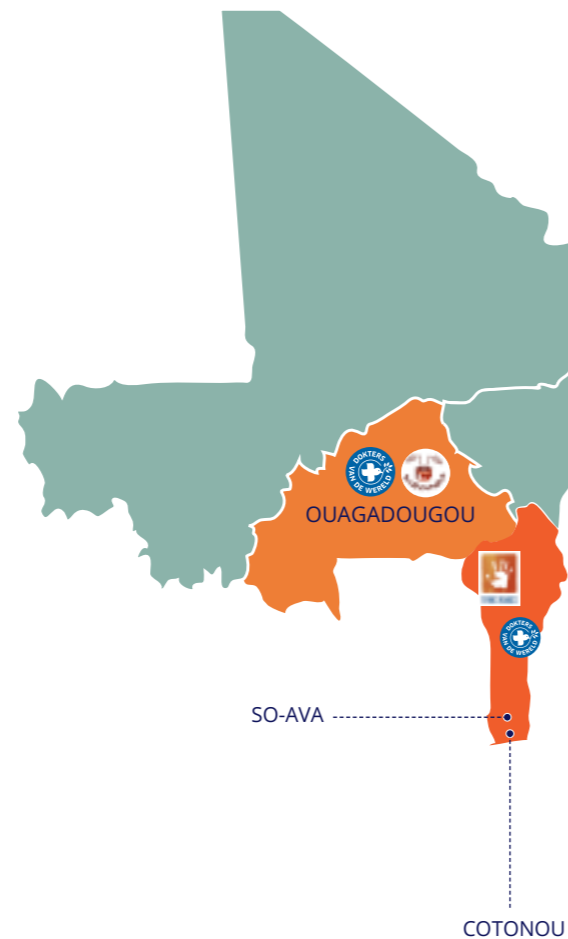 DOKTERS
VAN DE WERELD
OUAGADOUGOU
DOKTERS
VAN DE WERELD
SO-AVA
COTONOU